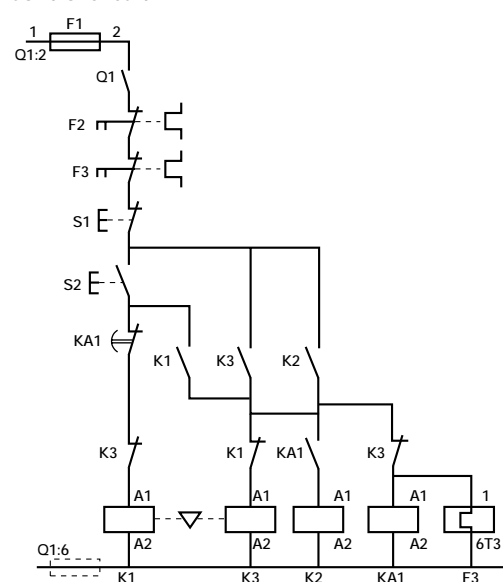 F1
1 2
Q1:2
Q1
F2
F3
S1
S2
KA1
K1 K3 K2
K3 K1 KA1 K3
A1 A1 A1 A1 1
A2 A2 A2 A2 6T3
Q1:6
K1 K3 K2 KA1 F3